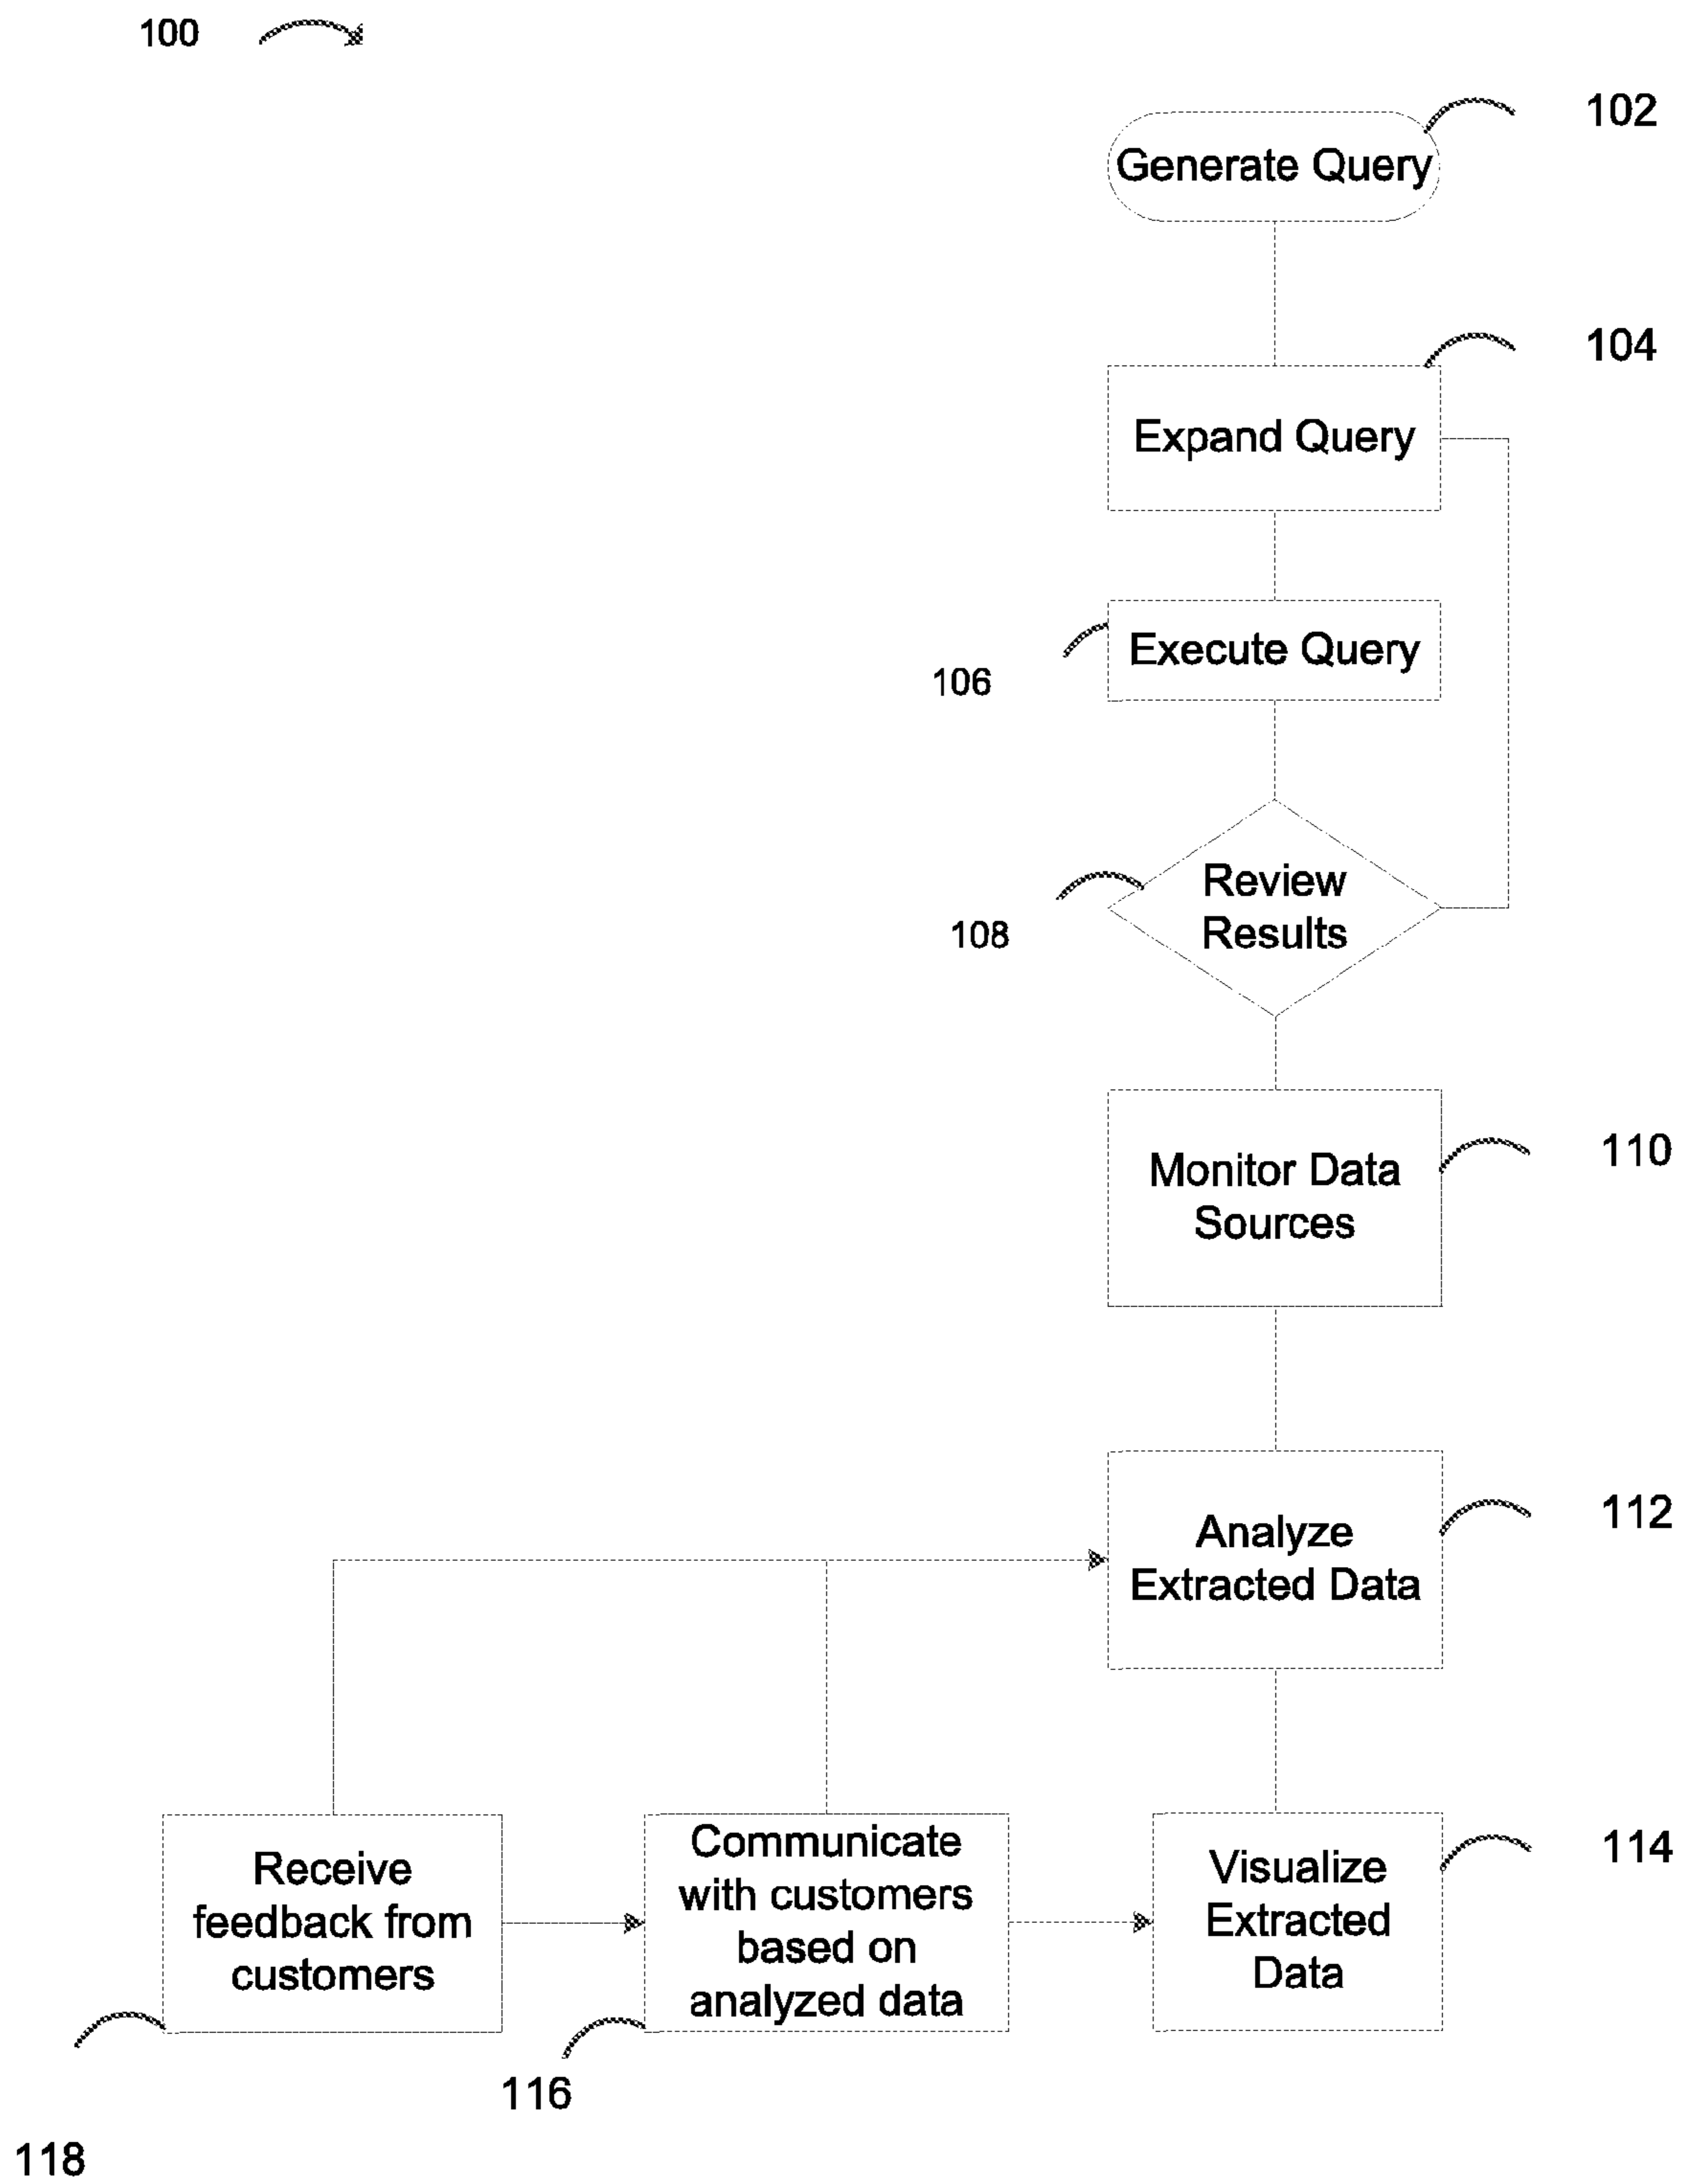 100
102
Generate Query
104
Expand Query
Execute Query
106
Review
Results
108
110
Monitor Data
Sources
112
Analyze
Extracted Data
114
Receive
feedback from
customers
Communicate
with customers
based on
analyzed data
Visualize
Extracted
Data
116
118